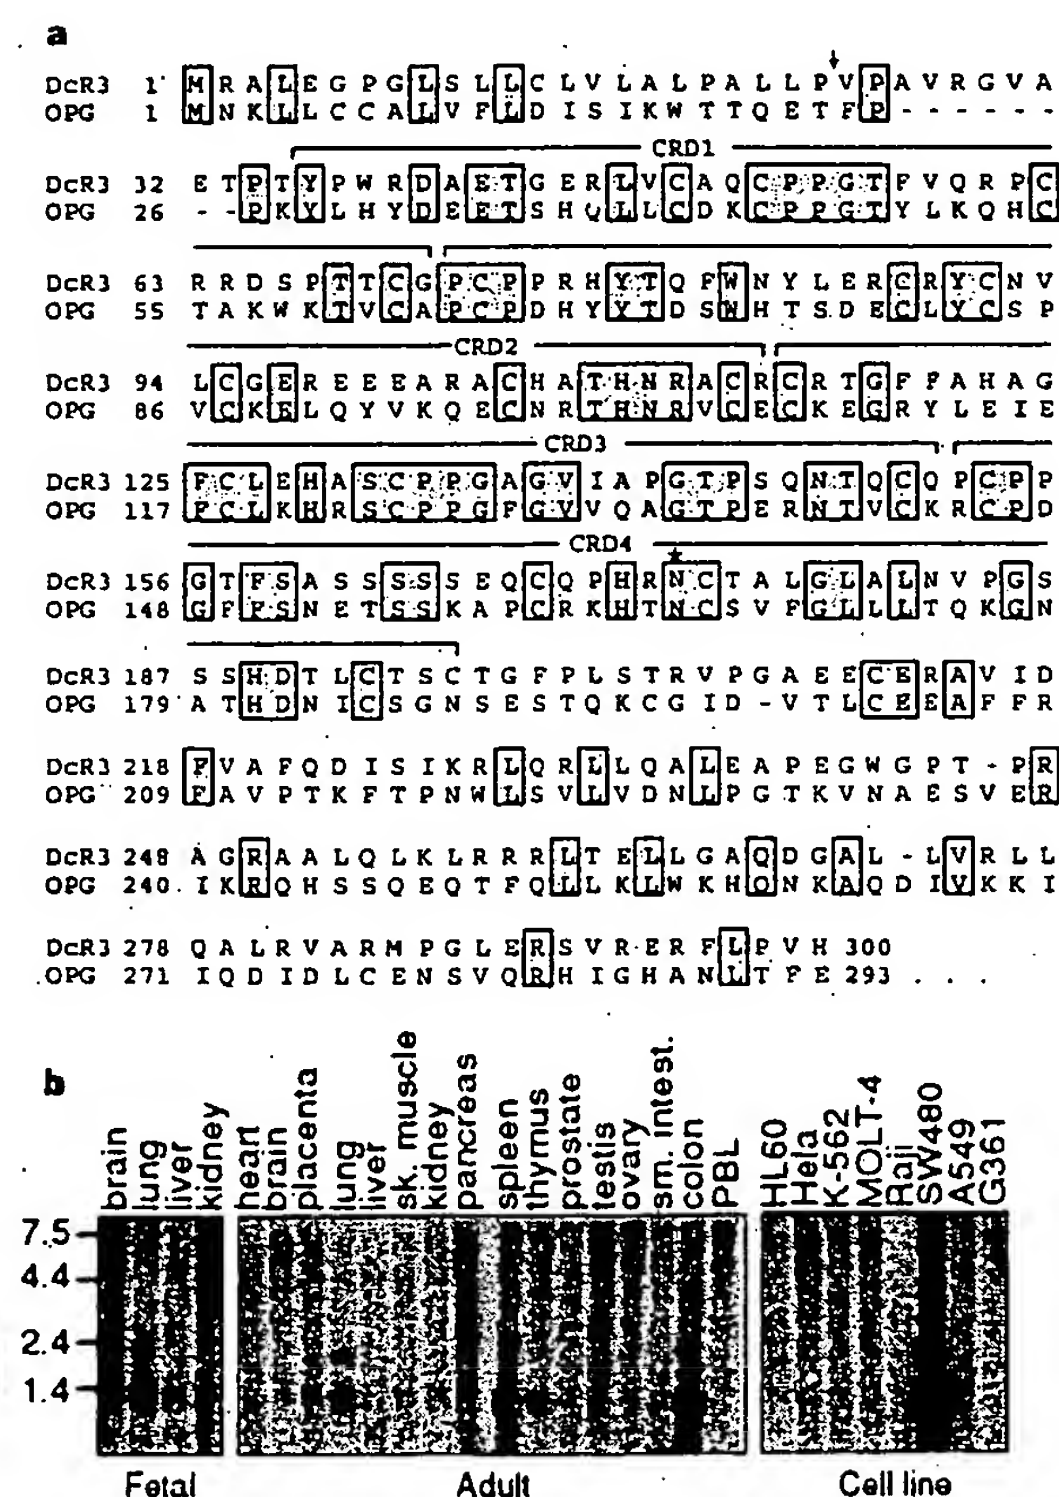 a
DcR3 1 M R A L E G P G L S L L C L V L A L P A L L P V P A V R G V A
OPG 1 M N K L L C C A L V F L D I S I K W T T Q E T F P - - - - - -
CRD1
DcR3 32 E T P T Y P W R D A E T G E R L V C A Q C P P G T F V Q R P C
OPG 26 - - P K Y L H Y D E E T S H Q L L C D K C P P G T Y L K Q H C
DcR3 63 R R D S P T T C G P C P P R H Y T Q F W N Y L E R C R Y C N V
OPG 55 T A K W K T V C A P C P D H Y Y T D S W H T S D E C L Y C S P
CRD2
DcR3 94 L C G E R E E E A R A C H A T H N R A C R C R T G F F A H A G
OPG 86 V C K E L Q Y V K Q E C N R T H N R V C E C K E G R Y L E I E
CRD3
DcR3 125 F C L E H A S C P P G A G V I A P G T P S Q N T Q C Q P C P P
OPG 117 F C L K H R S C P P G F G V V Q A G T P E R N T V C K R C P D
CRD4
DcR3 156 G T F S A S S S S S E Q C Q P H R N C T A L G L A L N V P G S
OPG 148 G F F S N E T S S K A P C R K H T N C S V F G L L L T Q K G N
DcR3 187 S S H D T L C T S C T G F P L S T R V P G A E E C E R A V I D
OPG 179 A T H D N I C S G N S E S T Q K C G I D - V T L C E E A F F R
DcR3 218 F V A F Q D I S I K R L Q R L L Q A L E A P E G W G P T - P R
OPG 209 F A V P T K F T P N W L S V L V D N L P G T K V N A E S V E R
DcR3 248 A G R A A L Q L K L R R R L T E L L G A Q D G A L - L V R L L
OPG 240 I K R Q H S S Q E Q T F Q L L K L W K H Q N K A Q D I V K K I
DcR3 278 Q A L R V A R M P G L E R S V R E R F L P V H 300
OPG 271 I Q D I D L C E N S V Q R H I G H A N L T F E 293 . . .
b
brain lung liver kidney heart brain placenta lung liver sk. muscle kidney pancreas spleen thymus prostate testis ovary sm. intest. colon PBL HL60 Hela K-562 MOLT-4 Raji SW480 A549 G361
7.5
4.4
2.4
1.4
Fetal Adult Cell line